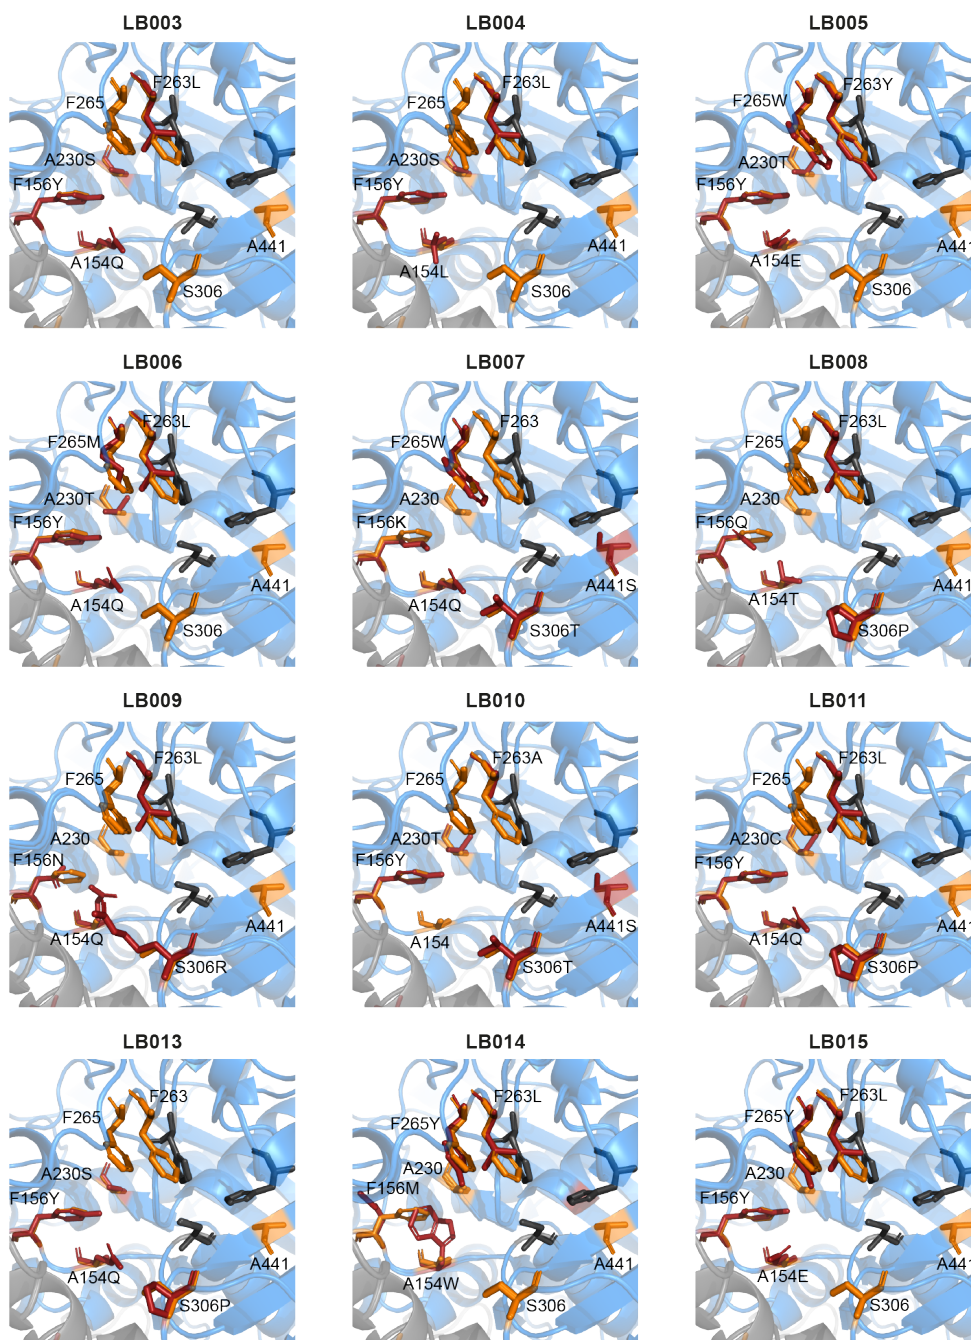 LB003 LB004 LB005
F263L F263L F263Y
F265 F265 F265W
A230S A230S A230T
F156Y F156Y F156Y
A441 A441 A441
A154Q A154L A154E
S306 S306 S306
LB006 LB007 LB008
F263L F263 F263L
F265M F265W F265
A230T A230 A230
F156Y F156K F156Q
A441 A441S A441
A154Q A154Q A154T
S306 S306T S306P
LB009 LB010 LB011
F263L F263A F263L
F265 F265 F265
A230 A230T A230C
F156N F156Y F156Y
A441 A441S A441
A154Q A154 A154Q
S306R S306T S306P
LB013 LB014 LB015
F263 F263L F263L
F265 F265Y F265Y
A230S A230 A230
F156Y F156M F156Y
A441 A441 A441
A154Q A154W A154E
S306P S306 S306